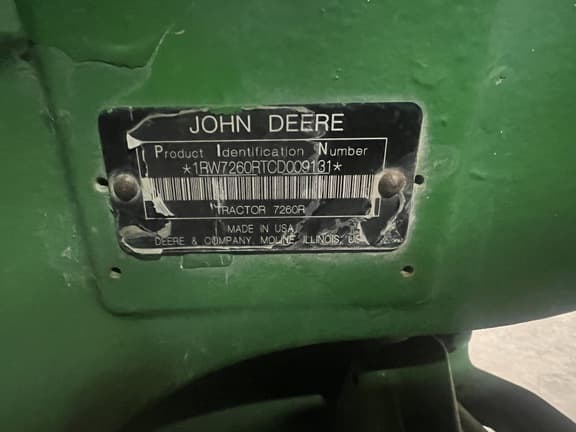 JOHN DEERE
Product Identification Number
*1RW7260RTCD009131*
TRACTOR 7260R
MADE IN USA
DEERE & COMPANY, MOLINE, ILLINOIS,